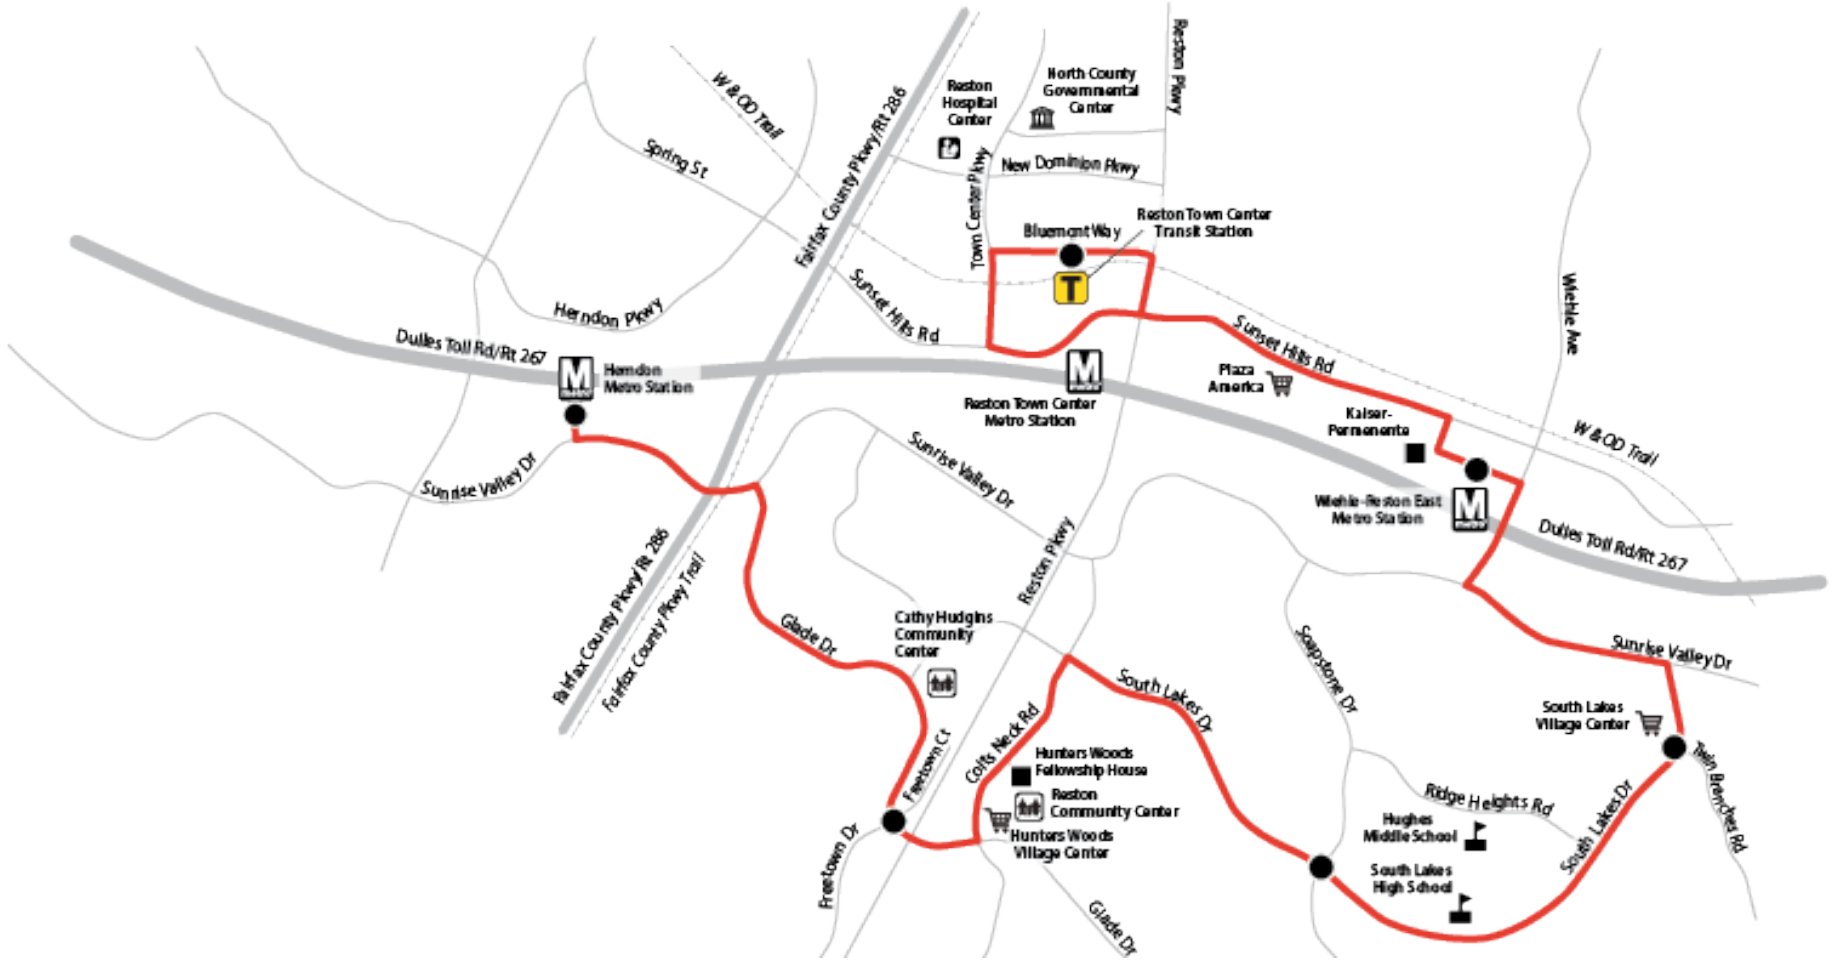 Reston Pkwy
W & OD Trail
Reston
Hospital
Center
North County
Governmental
Center
Fairfax County Pkwy/Rt 286
Spring St
Town Center Pkwy
New Dominion Pkwy
Reston Town Center
Transit Station
Bluemont Way
T
Herndon Pkwy
Sunset Hills Rd
Sunset Hills Rd
Wiehle Ave
Dulles Toll Rd/Rt 267
M
metro
Herndon
Metro Station
M
metro
Reston Town Center
Metro Station
Plaza
America
Kaiser-
Permenente
W & OD Trail
Sunrise Valley Dr
Sunrise Valley Dr
Wiehle-Reston East
Metro Station
M
metro
Dulles Toll Rd/Rt 267
Reston Pkwy
Fairfax County Pkwy/Rt 286
Fairfax County Pkwy Trail
Glade Dr
Cathy Hudgins
Community
Center
South Lakes Dr
Soapstone Dr
Sunrise Valley Dr
South Lakes
Village Center
Freetown Ct
Colts Neck Rd
Hunters Woods
Fellowship House
Reston
Community Center
Hunters Woods
Village Center
Ridge Heights Rd
Twin Branches Rd
Hughes
Middle School
South Lakes Dr
South Lakes
High School
Freetown Dr
Glade Dr